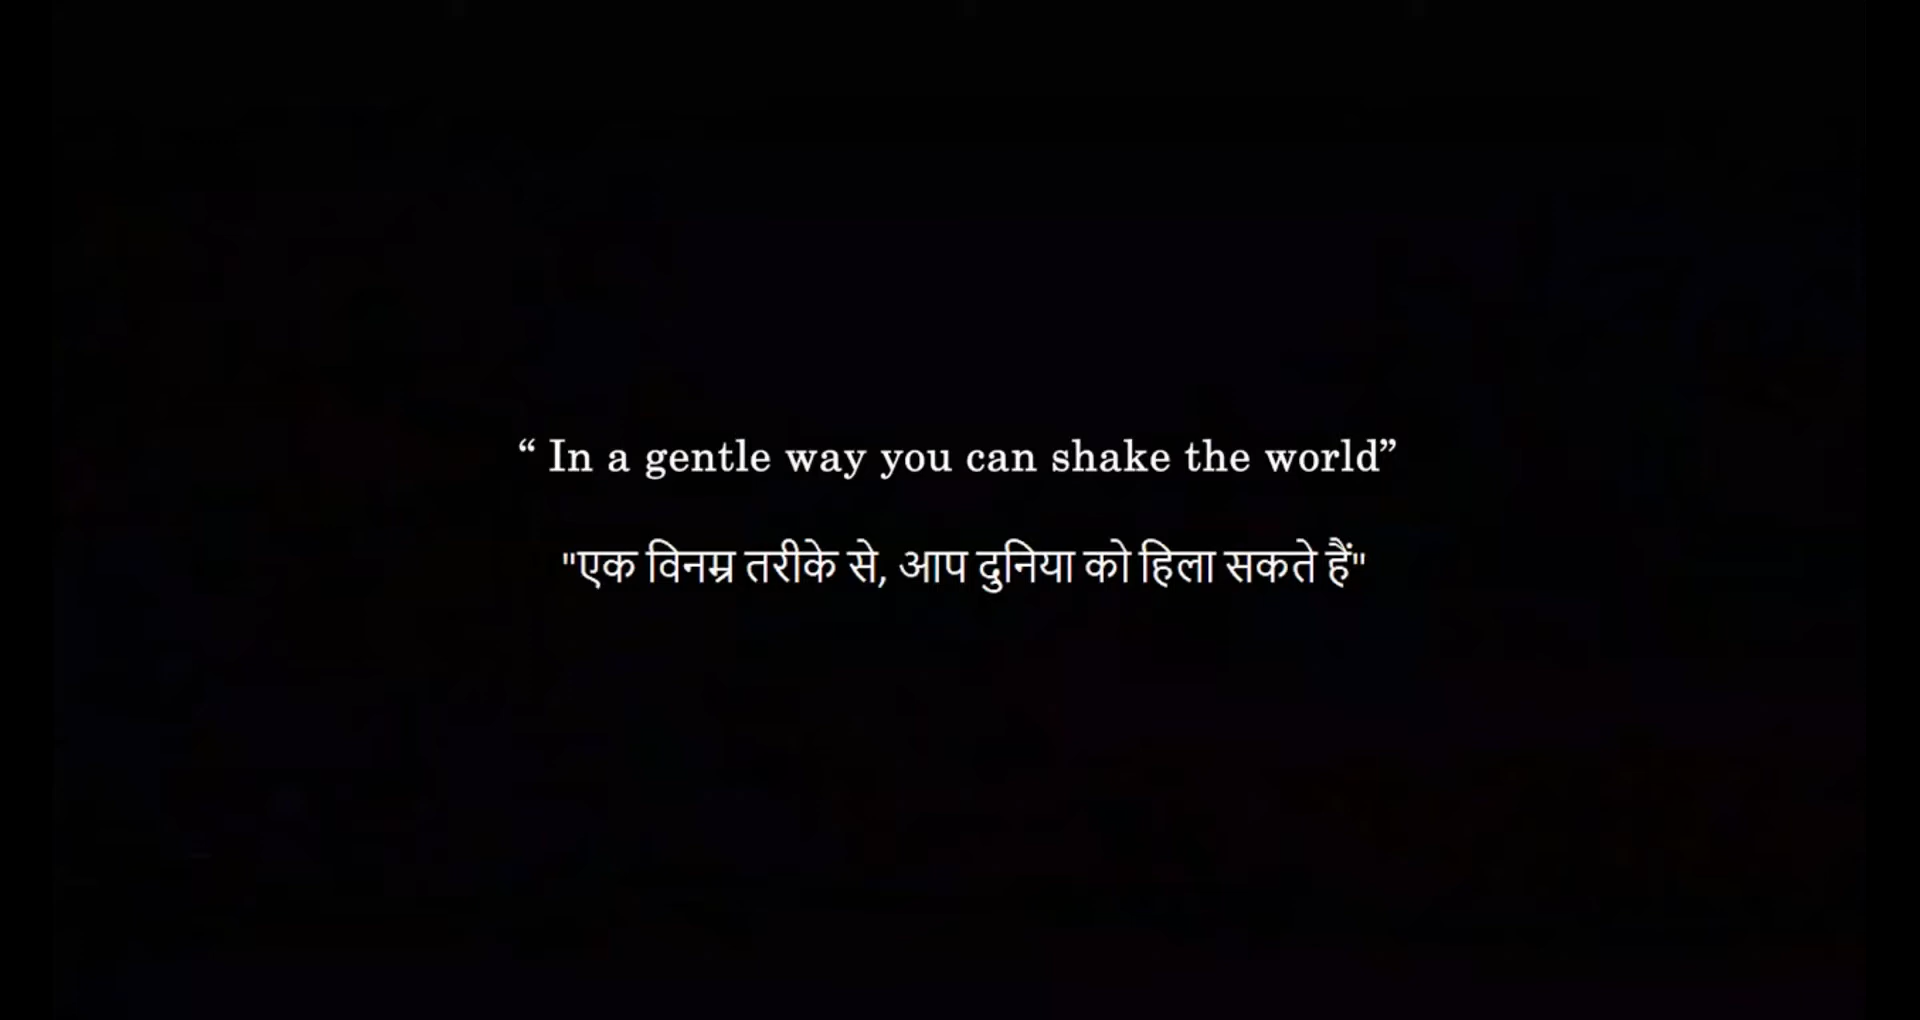 “ In a gentle way you can shake the world”
"एक विनम्र तरीके से, आप दुनिया को हिला सकते हैं"